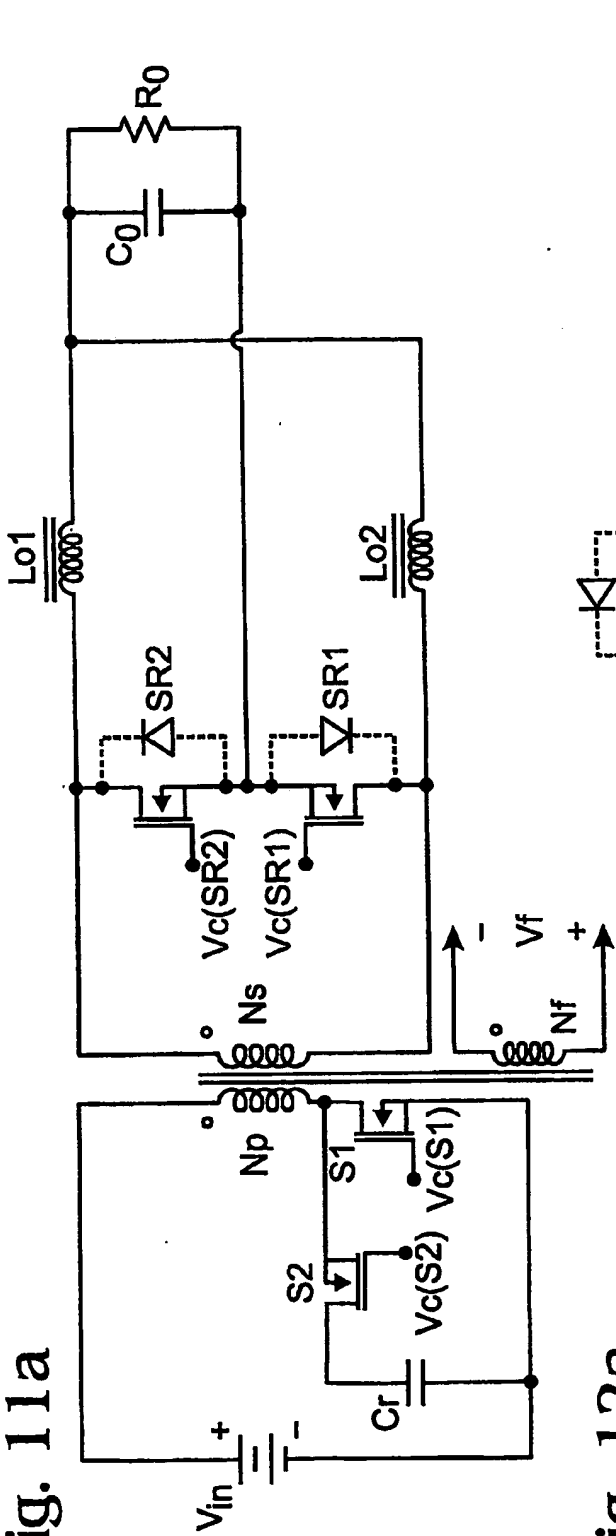 ig. 11a
Vin
+
-
Cr
S2
Vc(S2)
Np
S1
Vc(S1)
Ns
Nf
-
Vf
+
Vc(SR2)
Vc(SR1)
SR2
SR1
Lo1
Lo2
C0
R0